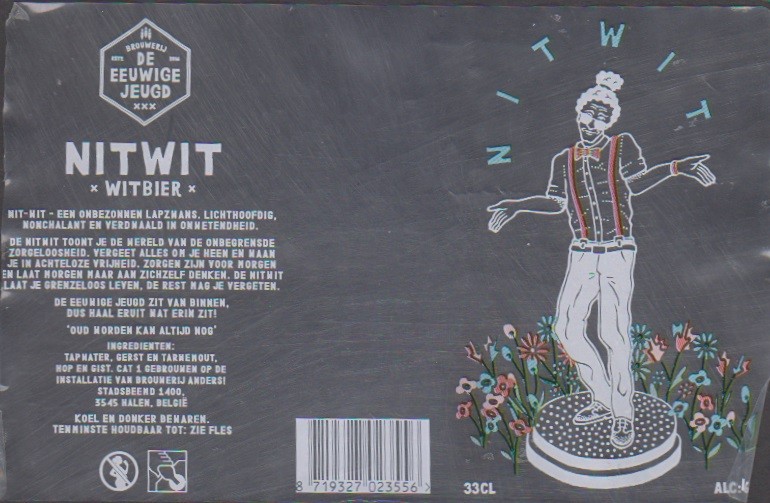 BROUWERIJ
DE
EEUWIGE
JEUGD
XXX
NITWIT
× WITBIER ×
NIT-WIT - EEN ONBEZONNEN LAPZWANS. LICHTHOOFDIG,
NONCHALANT EN VERDWAALD IN ONWETENDHEID.
DE NITWIT TOONT JE DE WERELD VAN DE ONBEGRENSDE
ZORGELOOSHEID. VERGEET ALLES OM JE HEEN EN WAAN
JE IN ACHTELOZE VRIJHEID. ZORGEN ZIJN VOOR MORGEN
EN LAAT MORGEN MAAR AAN ZICHZELF DENKEN. DE NITWIT
LAAT JE GRENZELOOS LEVEN, DE REST MAG JE VERGETEN.
DE EEUWIGE JEUGD ZIT VAN BINNEN,
DUS HAAL ERUIT WAT ERIN ZIT!
'OUD WORDEN KAN ALTIJD NOG'
INGREDIENTEN:
TAPWATER, GERST EN TARWEMOUT,
HOP EN GIST. CAT 1 GEBROUWEN OP DE
INSTALLATIE VAN BROUWERIJ ANDERS!
STADSBEEMD 1400,
3545 HALEN, BELGIË
KOEL EN DONKER BEWAREN.
TENMINSTE HOUDBAAR TOT: ZIE FLES
8 719327 023556 >
NITWIT
33CL
ALC: